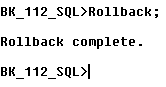 BK_112_SQL>Rollback;
Rollback complete.
BK_112_SQL>